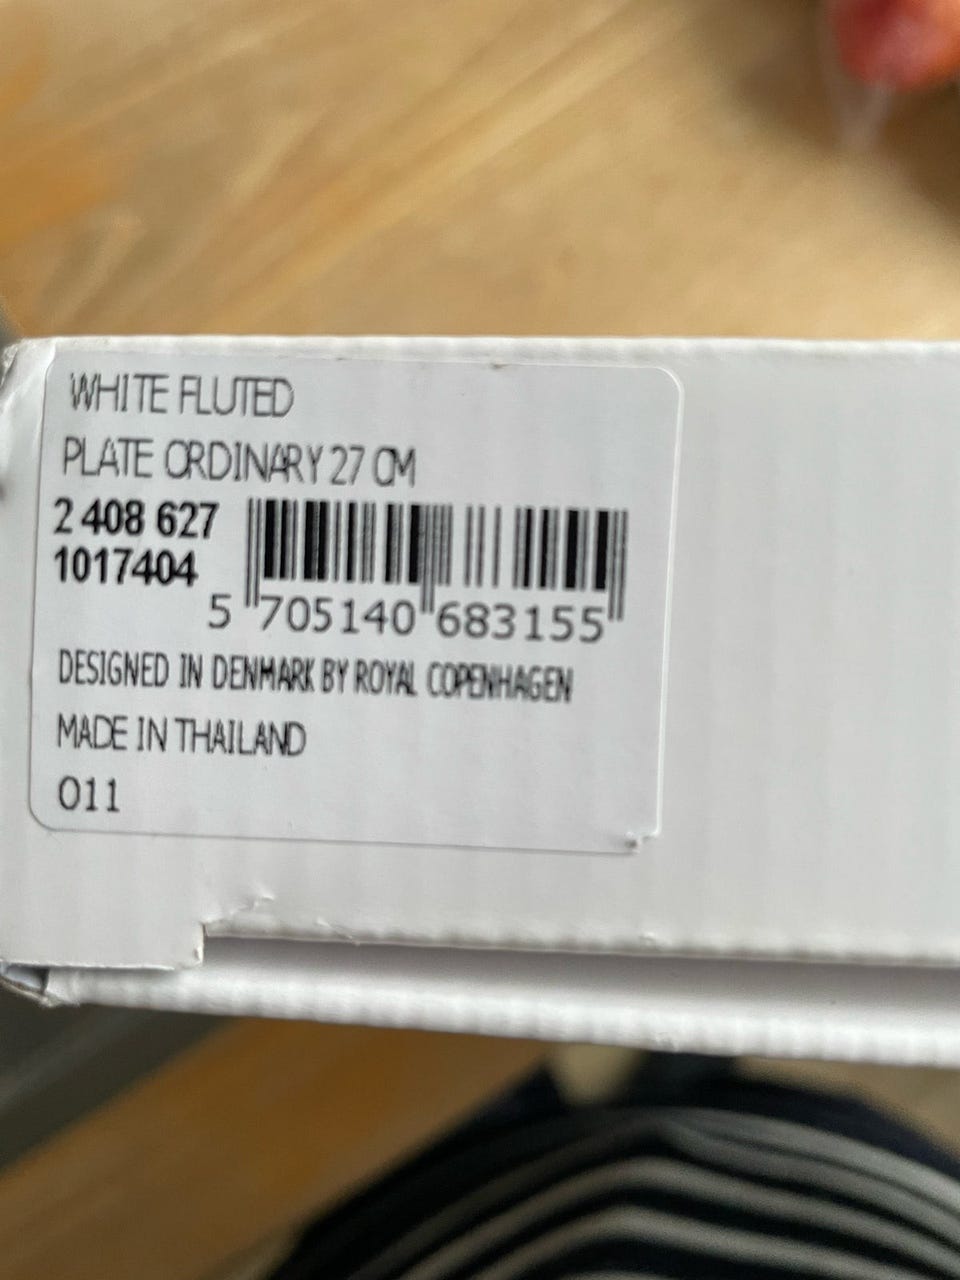 WHITE FLUTED
PLATE ORDINARY 27 CM
2 408 627
1017404
5 705140 683155
DESIGNED IN DENMARK BY ROYAL COPENHAGEN
MADE IN THAILAND
011